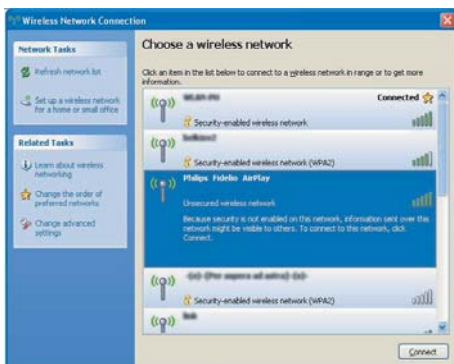 Wireless Network Connection
Network Tasks
Refresh network list
Set up a wireless network
for a home or small office
Related Tasks
Learn about wireless
networking
Change the order of
preferred networks
Change advanced
settings
Choose a wireless network
Click an item in the list below to connect to a wireless network in range or to get more
information.
Connected
Security-enabled wireless network
Security-enabled wireless network (WPA2)
Philips Fidelio AirPlay
Unsecured wireless network
Because security is not enabled on this network, information sent over this
network might be visible to others. To connect to this network, click
Connect.
Security-enabled wireless network (WPA2)
Connect